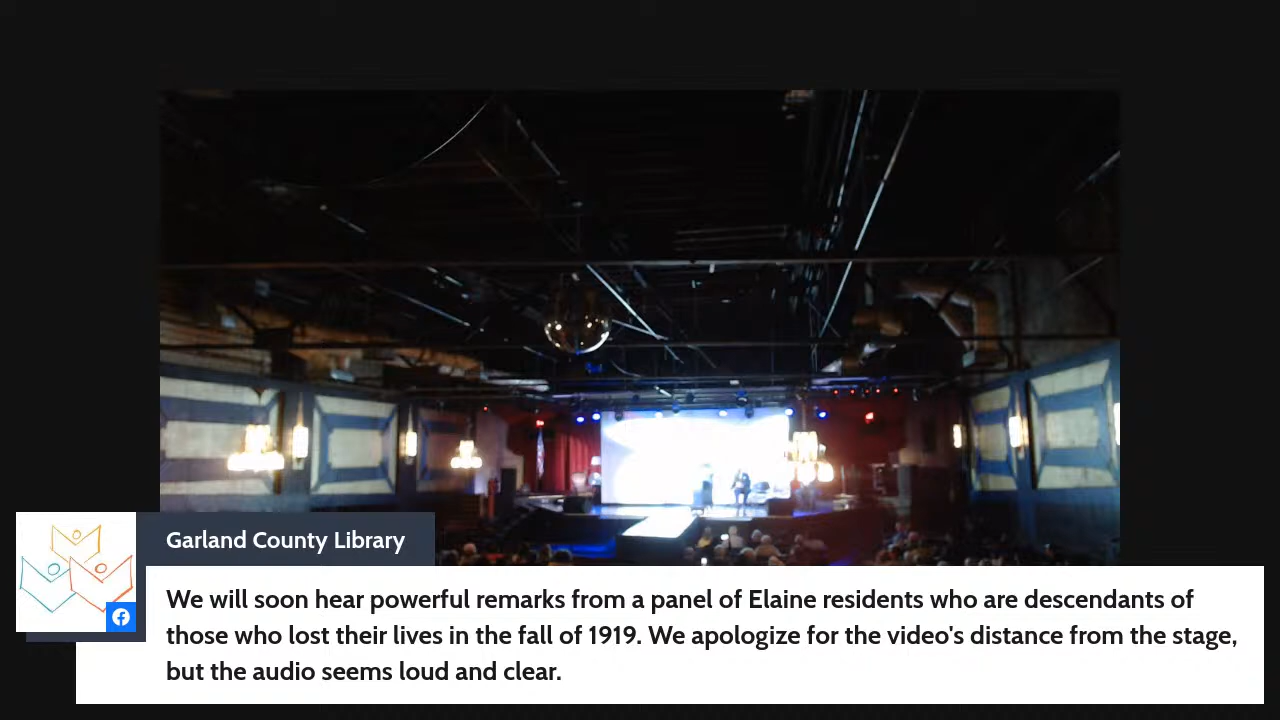 Garland County Library
We will soon hear powerful remarks from a panel of Elaine residents who are descendants of
those who lost their lives in the fall of 1919. We apologize for the video's distance from the stage,
but the audio seems loud and clear.